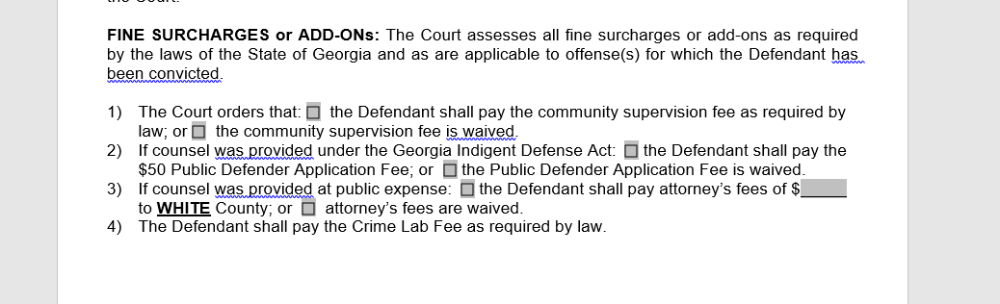 FINE SURCHARGES or ADD-ONs: The Court assesses all fine surcharges or add-ons as required
by the laws of the State of Georgia and as are applicable to offense(s) for which the Defendant has
been convicted.
1) The Court orders that: ☐ the Defendant shall pay the community supervision fee as required by
law; or ☐ the community supervision fee is waived.
2) If counsel was provided under the Georgia Indigent Defense Act: ☐ the Defendant shall pay the
$50 Public Defender Application Fee; or ☐ the Public Defender Application Fee is waived.
3) If counsel was provided at public expense: ☐ the Defendant shall pay attorney’s fees of $_____
to WHITE County; or ☐ attorney’s fees are waived.
4) The Defendant shall pay the Crime Lab Fee as required by law.